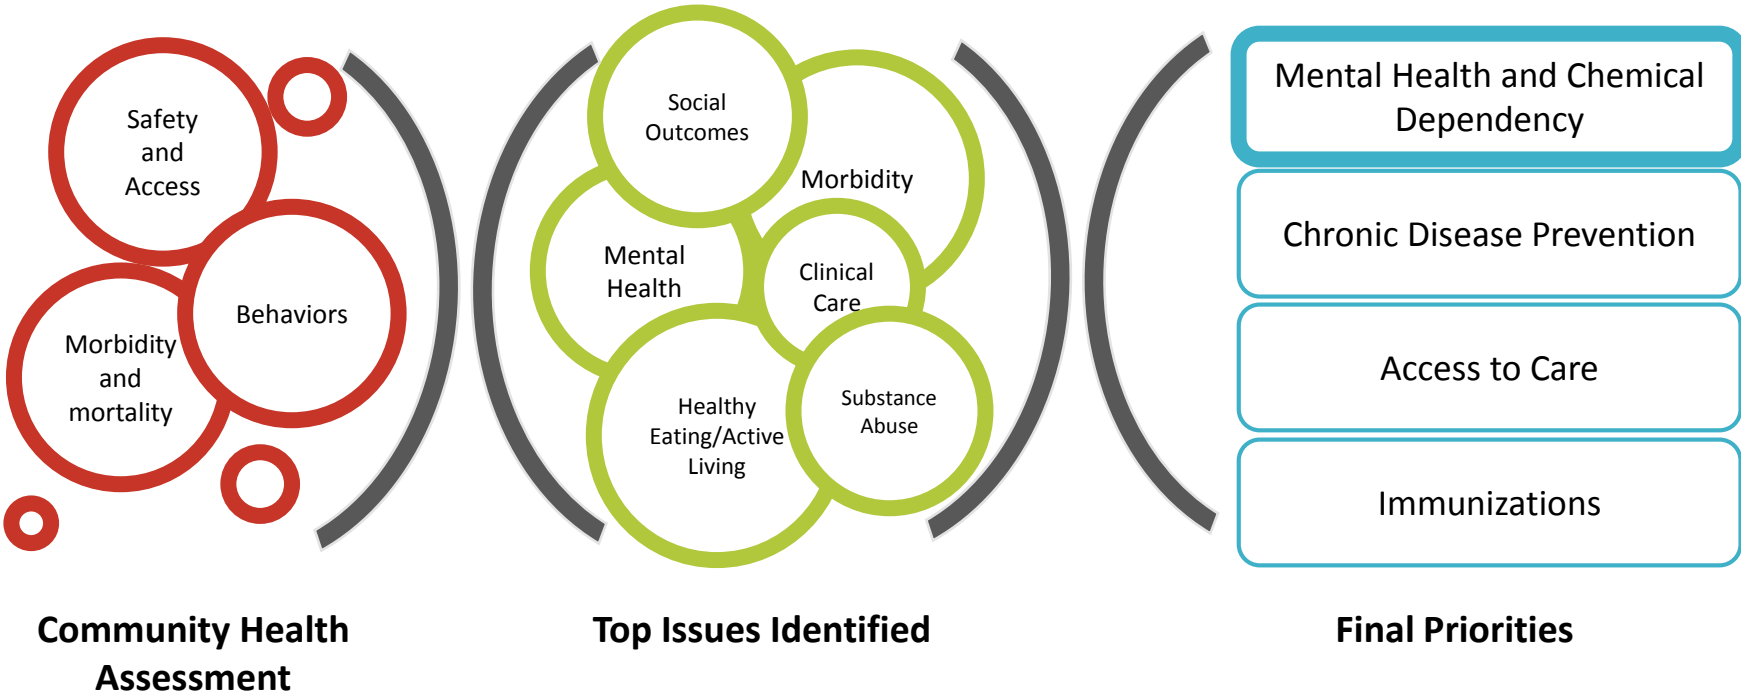 Safety
and
Access
Behaviors
Morbidity
and
mortality
Community Health
Assessment
Social
Outcomes
Morbidity
Mental
Health
Clinical
Care
Healthy
Eating/Active
Living
Substance
Abuse
Top Issues Identified
Mental Health and Chemical
Dependency
Chronic Disease Prevention
Access to Care
Immunizations
Final Priorities